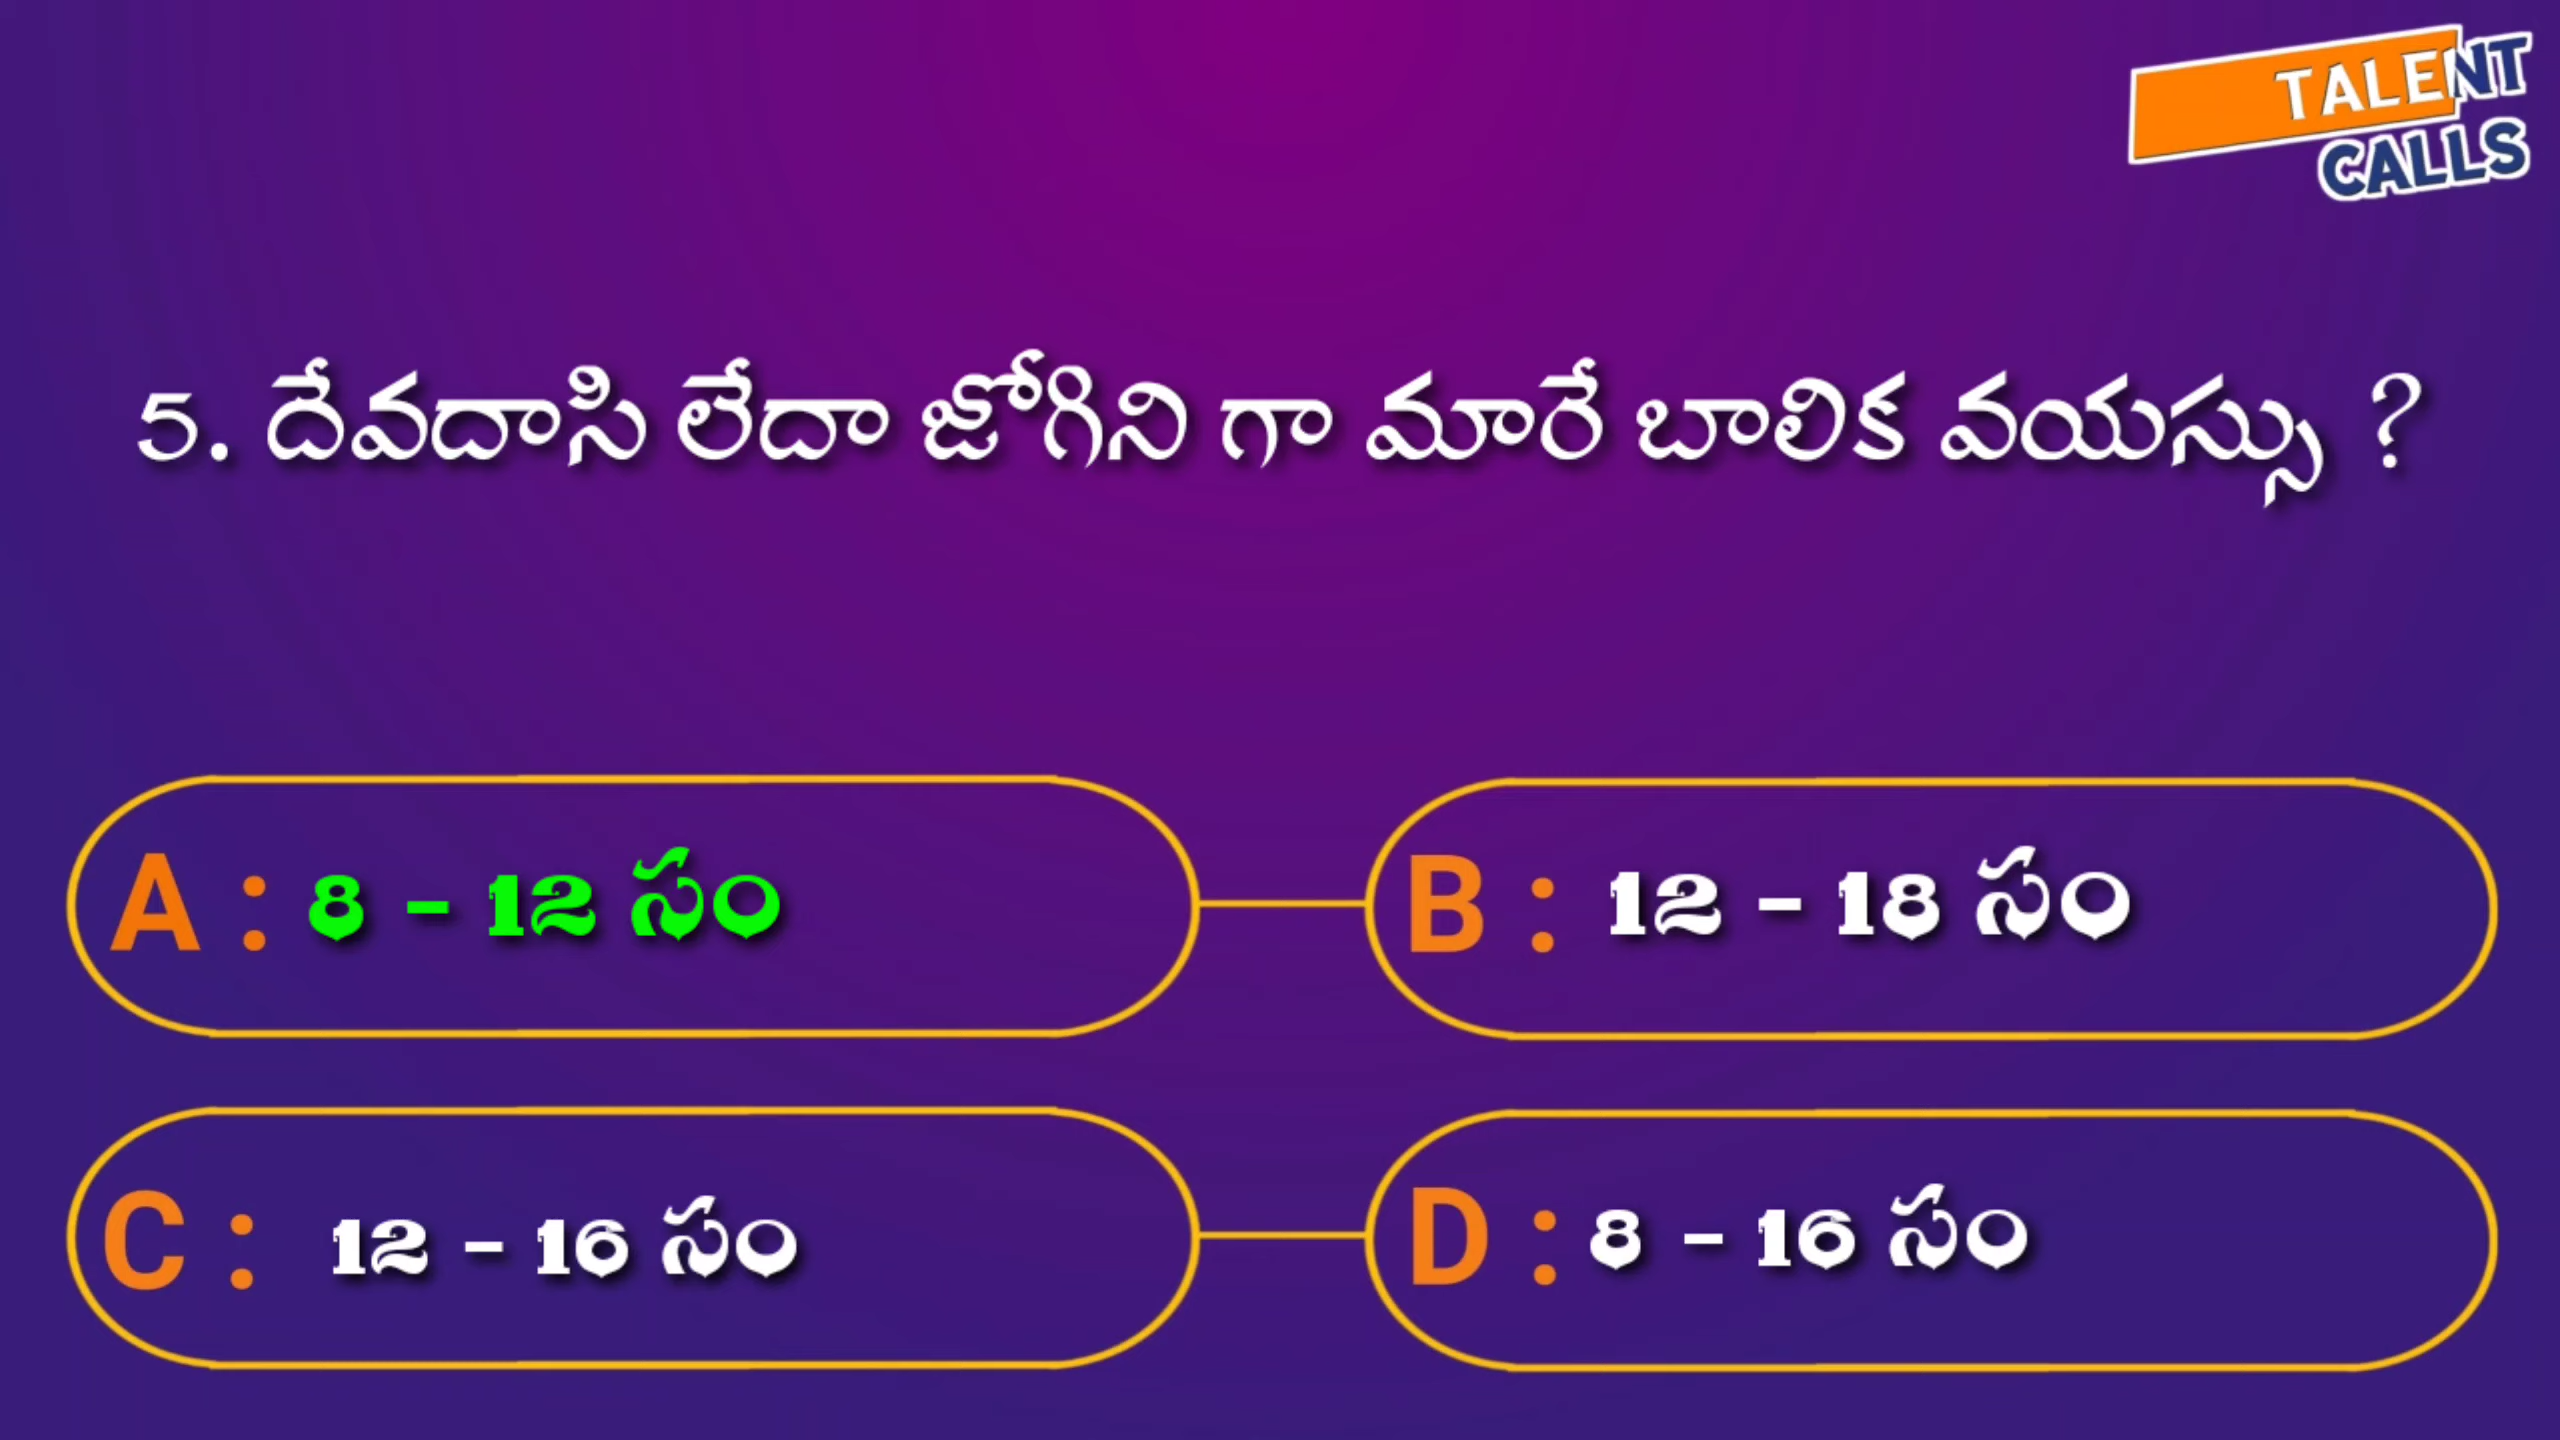 TALENT
CALLS
5. దేవదాసి లేదా జోగిని గా మారే బాలిక వయస్సు ?
A : 8 - 12 సం
B : 12 - 18 సం
C : 12 - 16 సం
D : 8 - 16 సం